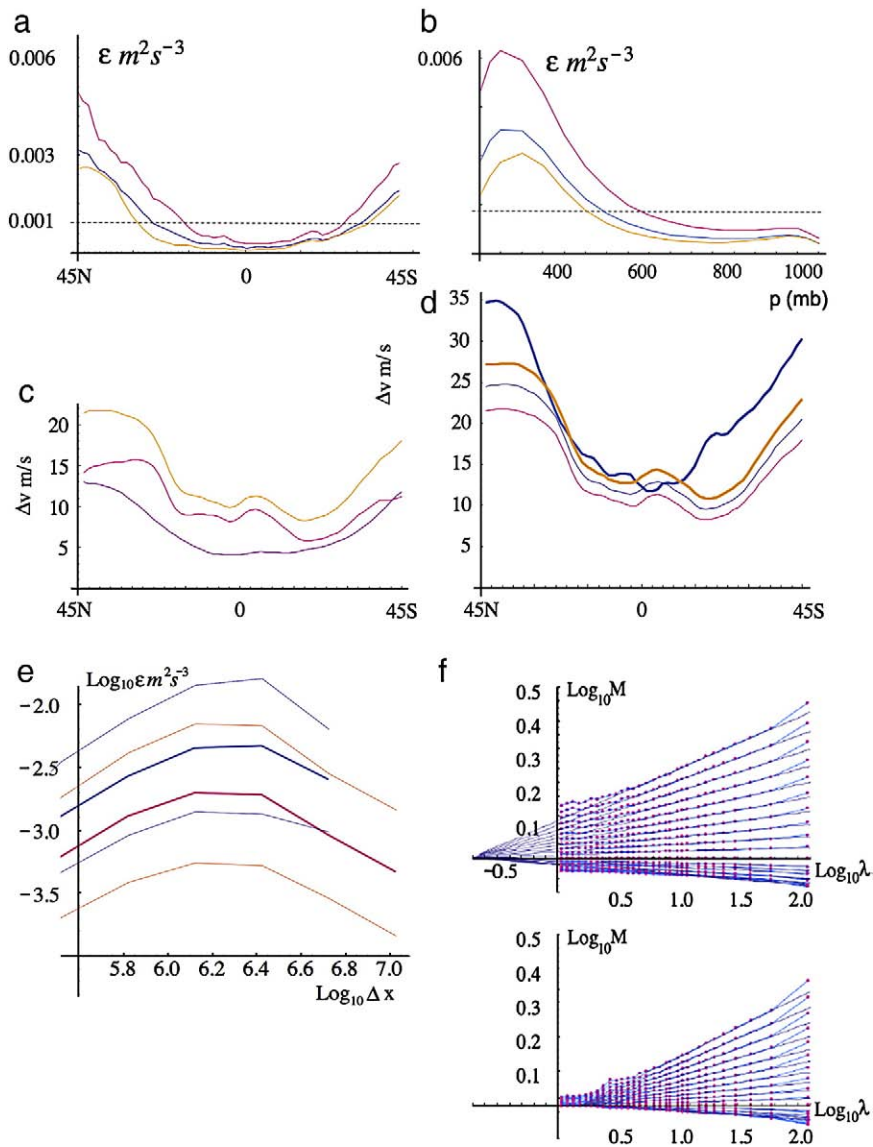 a
45N
ε m²s⁻³
0.006
0.003
0.001
45N
0
45S
b
0.006
ε m²s⁻³
400
600
800
1000
p (mb)
c
Δv m/s
20
15
10
5
45N
0
45S
d
Δv m/s
35
30
25
20
15
10
5
45N
0
45S
e
Log₁₀ε m²s⁻³
−2.0
−2.5
−3.0
−3.5
5.8
6.0
6.2
6.4
6.6
6.8
7.0
Log₁₀Δx
f
Log₁₀M
0.5
0.4
0.3
0.2
0.1
−0.5
0.5
1.0
1.5
2.0
Log₁₀λ
Log₁₀M
0.5
0.4
0.3
0.2
0.1
0.5
1.0
1.5
2.0
Log₁₀λ